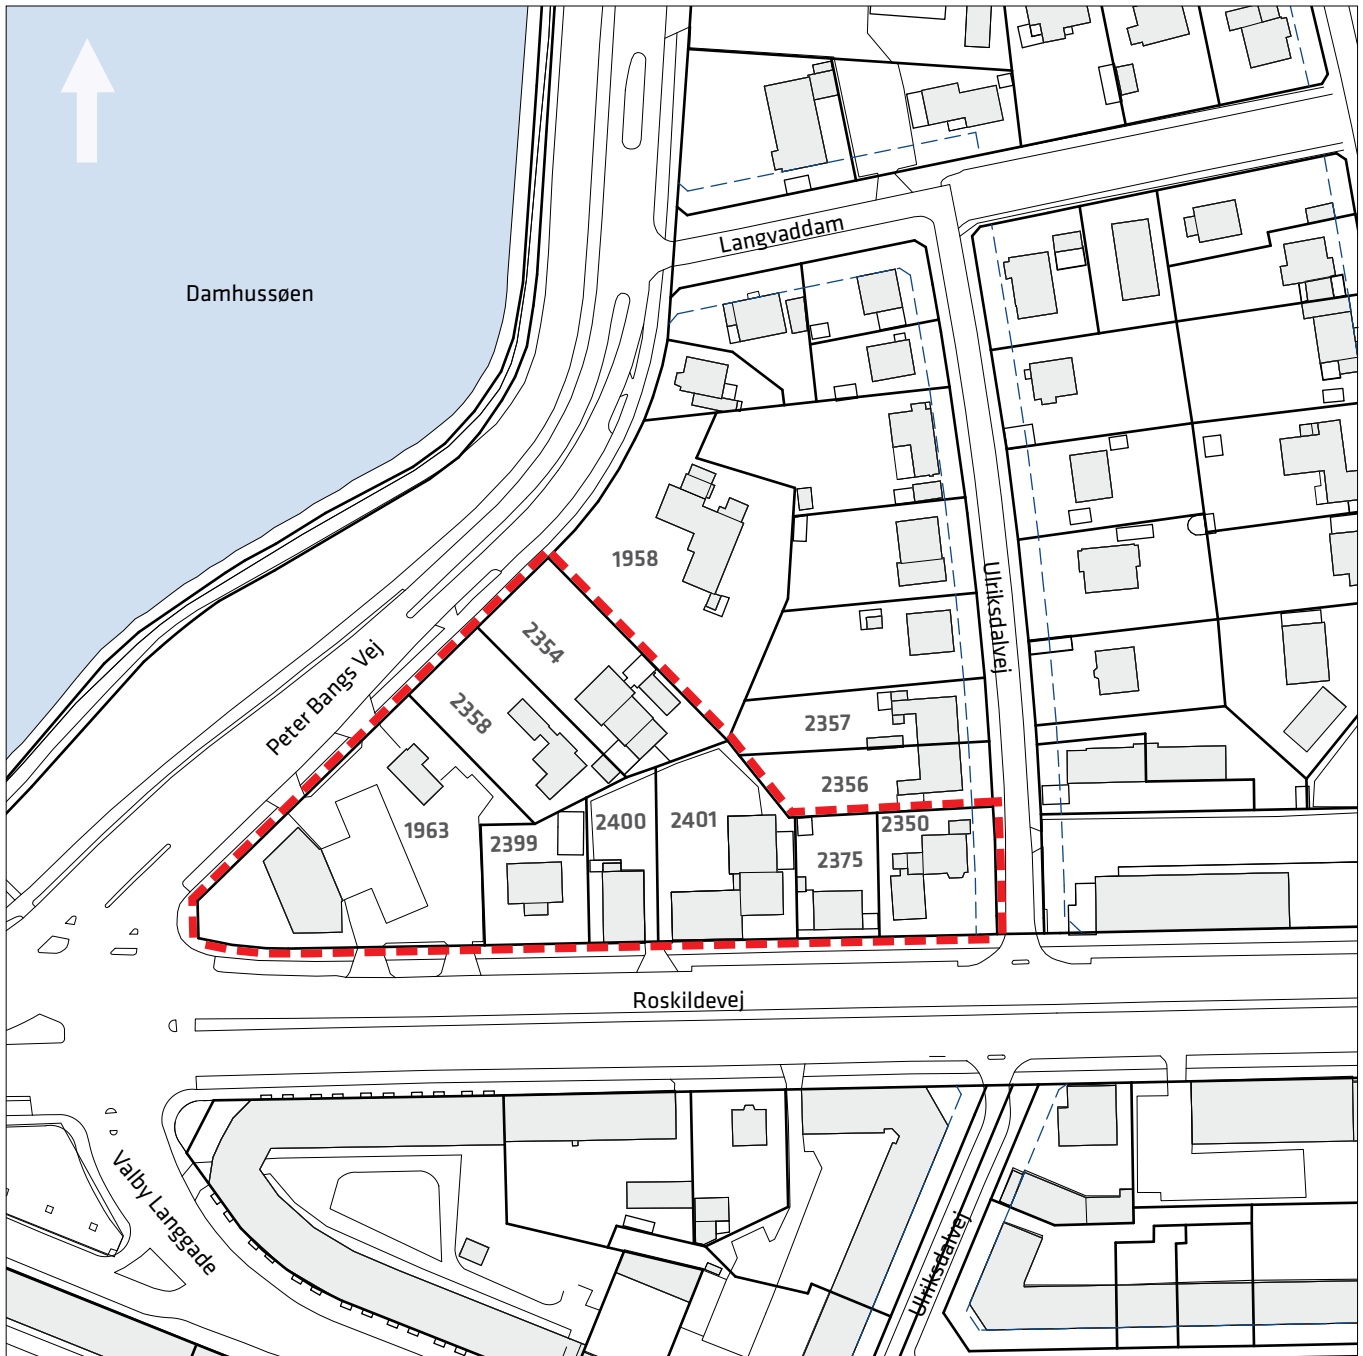 Langvaddam
Damhussøen
1958
Ulriksdalvej
2354
Peter Bangs Vej
2358
2357
2356
1963
2399
2400
2401
2350
2375
Roskildevej
Valby Langgade
Ulriksdalvej